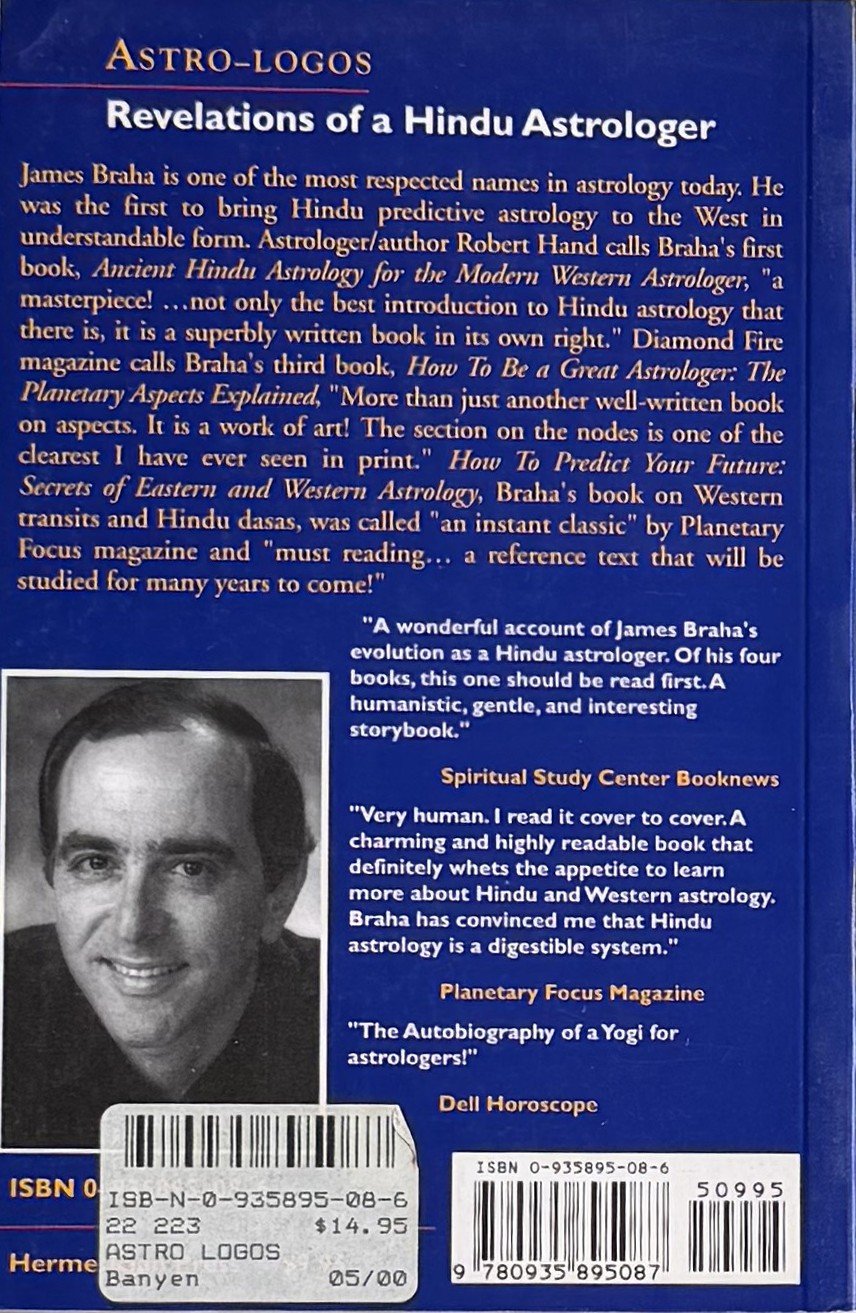 ASTRO-LOGOS
Revelations of a Hindu Astrologer
James Braha is one of the most respected names in astrology today. He
was the first to bring Hindu predictive astrology to the West in
understandable form. Astrologer/author Robert Hand calls Braha's first
book, Ancient Hindu Astrology for the Modern Western Astrologer, "a
masterpiece! ...not only the best introduction to Hindu astrology that
there is, it is a superbly written book in its own right." Diamond Fire
magazine calls Braha's third book, How To Be a Great Astrologer: The
Planetary Aspects Explained, "More than just another well-written book
on aspects. It is a work of art! The section on the nodes is one of the
clearest I have ever seen in print." How To Predict Your Future:
Secrets of Eastern and Western Astrology, Braha's book on Western
transits and Hindu dasas, was called "an instant classic" by Planetary
Focus magazine and "must reading... a reference text that will be
studied for many years to come!"
"A wonderful account of James Braha's
evolution as a Hindu astrologer. Of his four
books, this one should be read first. A
humanistic, gentle, and interesting
storybook."
Spiritual Study Center Booknews
"Very human. I read it cover to cover. A
charming and highly readable book that
definitely whets the appetite to learn
more about Hindu and Western astrology.
Braha has convinced me that Hindu
astrology is a digestible system."
Planetary Focus Magazine
"The Autobiography of a Yogi for
astrologers!"
Dell Horoscope
ISBN 0-
Herme
ISB-N-0-935895-08-6
22 223 $14.95
ASTRO LOGOS
Banyen 05/00
ISBN 0-935895-08-6
50995
9 780935 895087